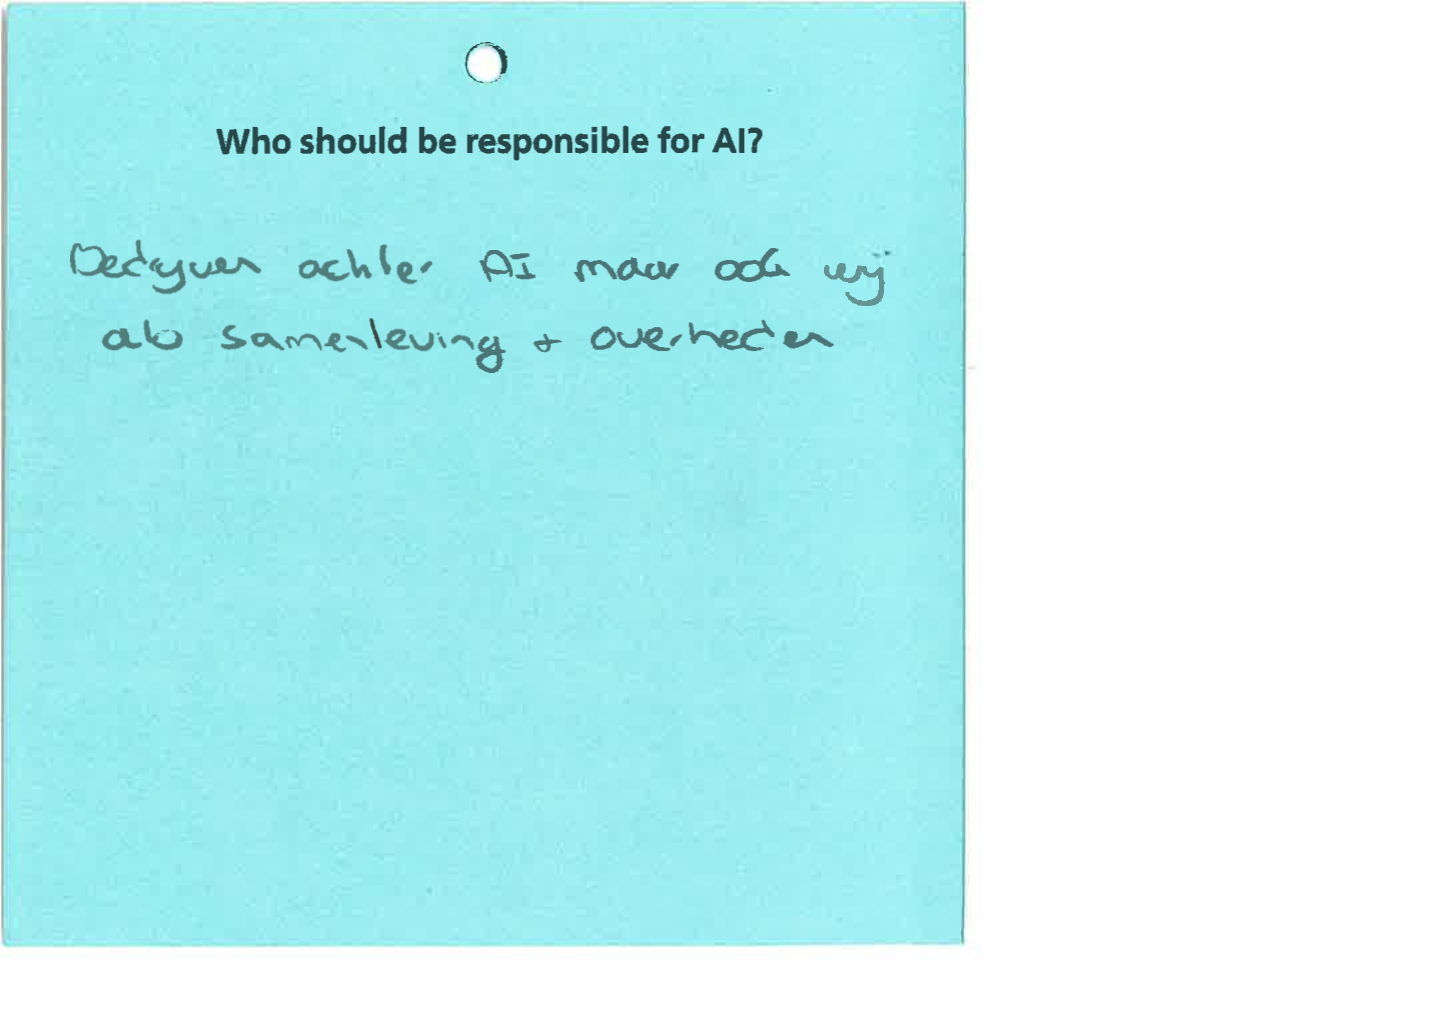 Who should be responsible for AI?
Bedrijven achter AI maar ook wij
als samenleving + overheden